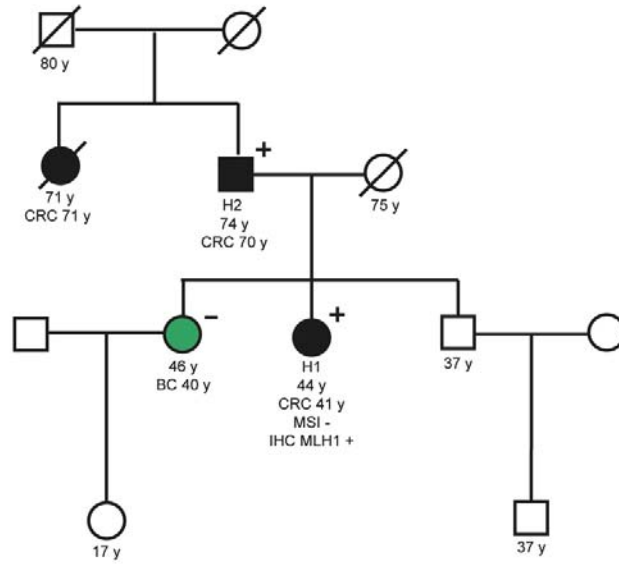 80 y
+
71 y
CRC 71 y
H2
74 y
CRC 70 y
75 y
-
+
46 y
BC 40 y
H1
44 y
CRC 41 y
MSI -
IHC MLH1 +
37 y
17 y
37 y